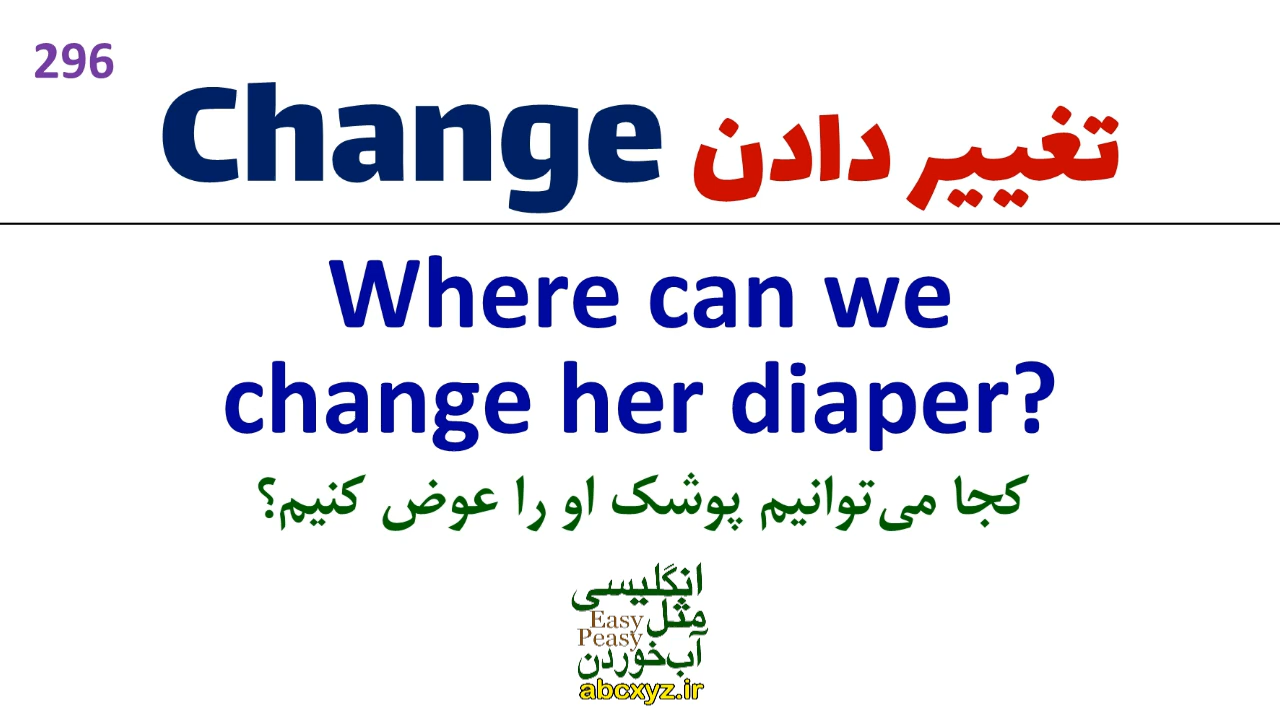 296
Change تغییر دادن
Where can we
change her diaper?
کجا می‌توانیم پوشک او را عوض کنیم؟
انگلیسی
مثل Easy
Peasy
آب‌خوردن
abcxyz.ir